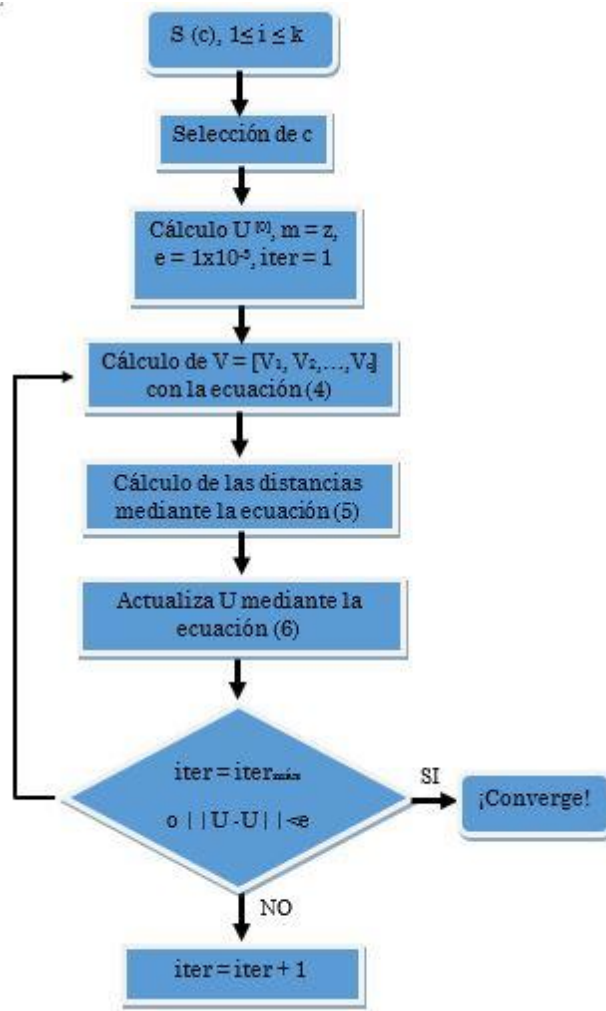 S (c), 1≤ i ≤ k
Selección de c
Cálculo U [0], m = z,
e = 1x10-5, iter = 1
Cálculo de V = [V1, V2,...,Vc]
con la ecuación (4)
Cálculo de las distancias
mediante la ecuación (5)
Actualiza U mediante la
ecuación (6)
iter = itermáx
o ||U-U||<e
SI
¡Converge!
NO
iter = iter + 1